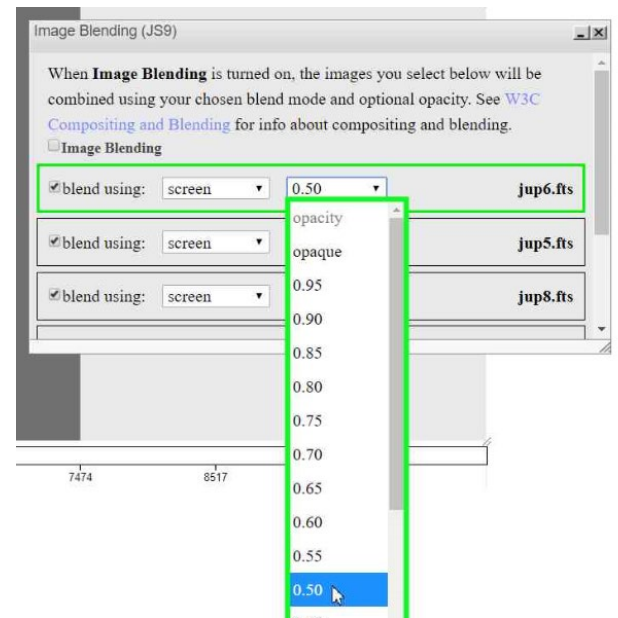 Image Blending (JS9)
When Image Blending is turned on, the images you select below will be
combined using your chosen blend mode and optional opacity. See W3C
Compositing and Blending for info about compositing and blending.
Image Blending
blend using: screen 0.50 jup6.fts
opacity
blend using: screen jup5.fts
opaque
0.95
blend using: screen jup8.fts
0.90
0.85
0.80
0.75
0.70
7474 8517
0.65
0.60
0.55
0.50